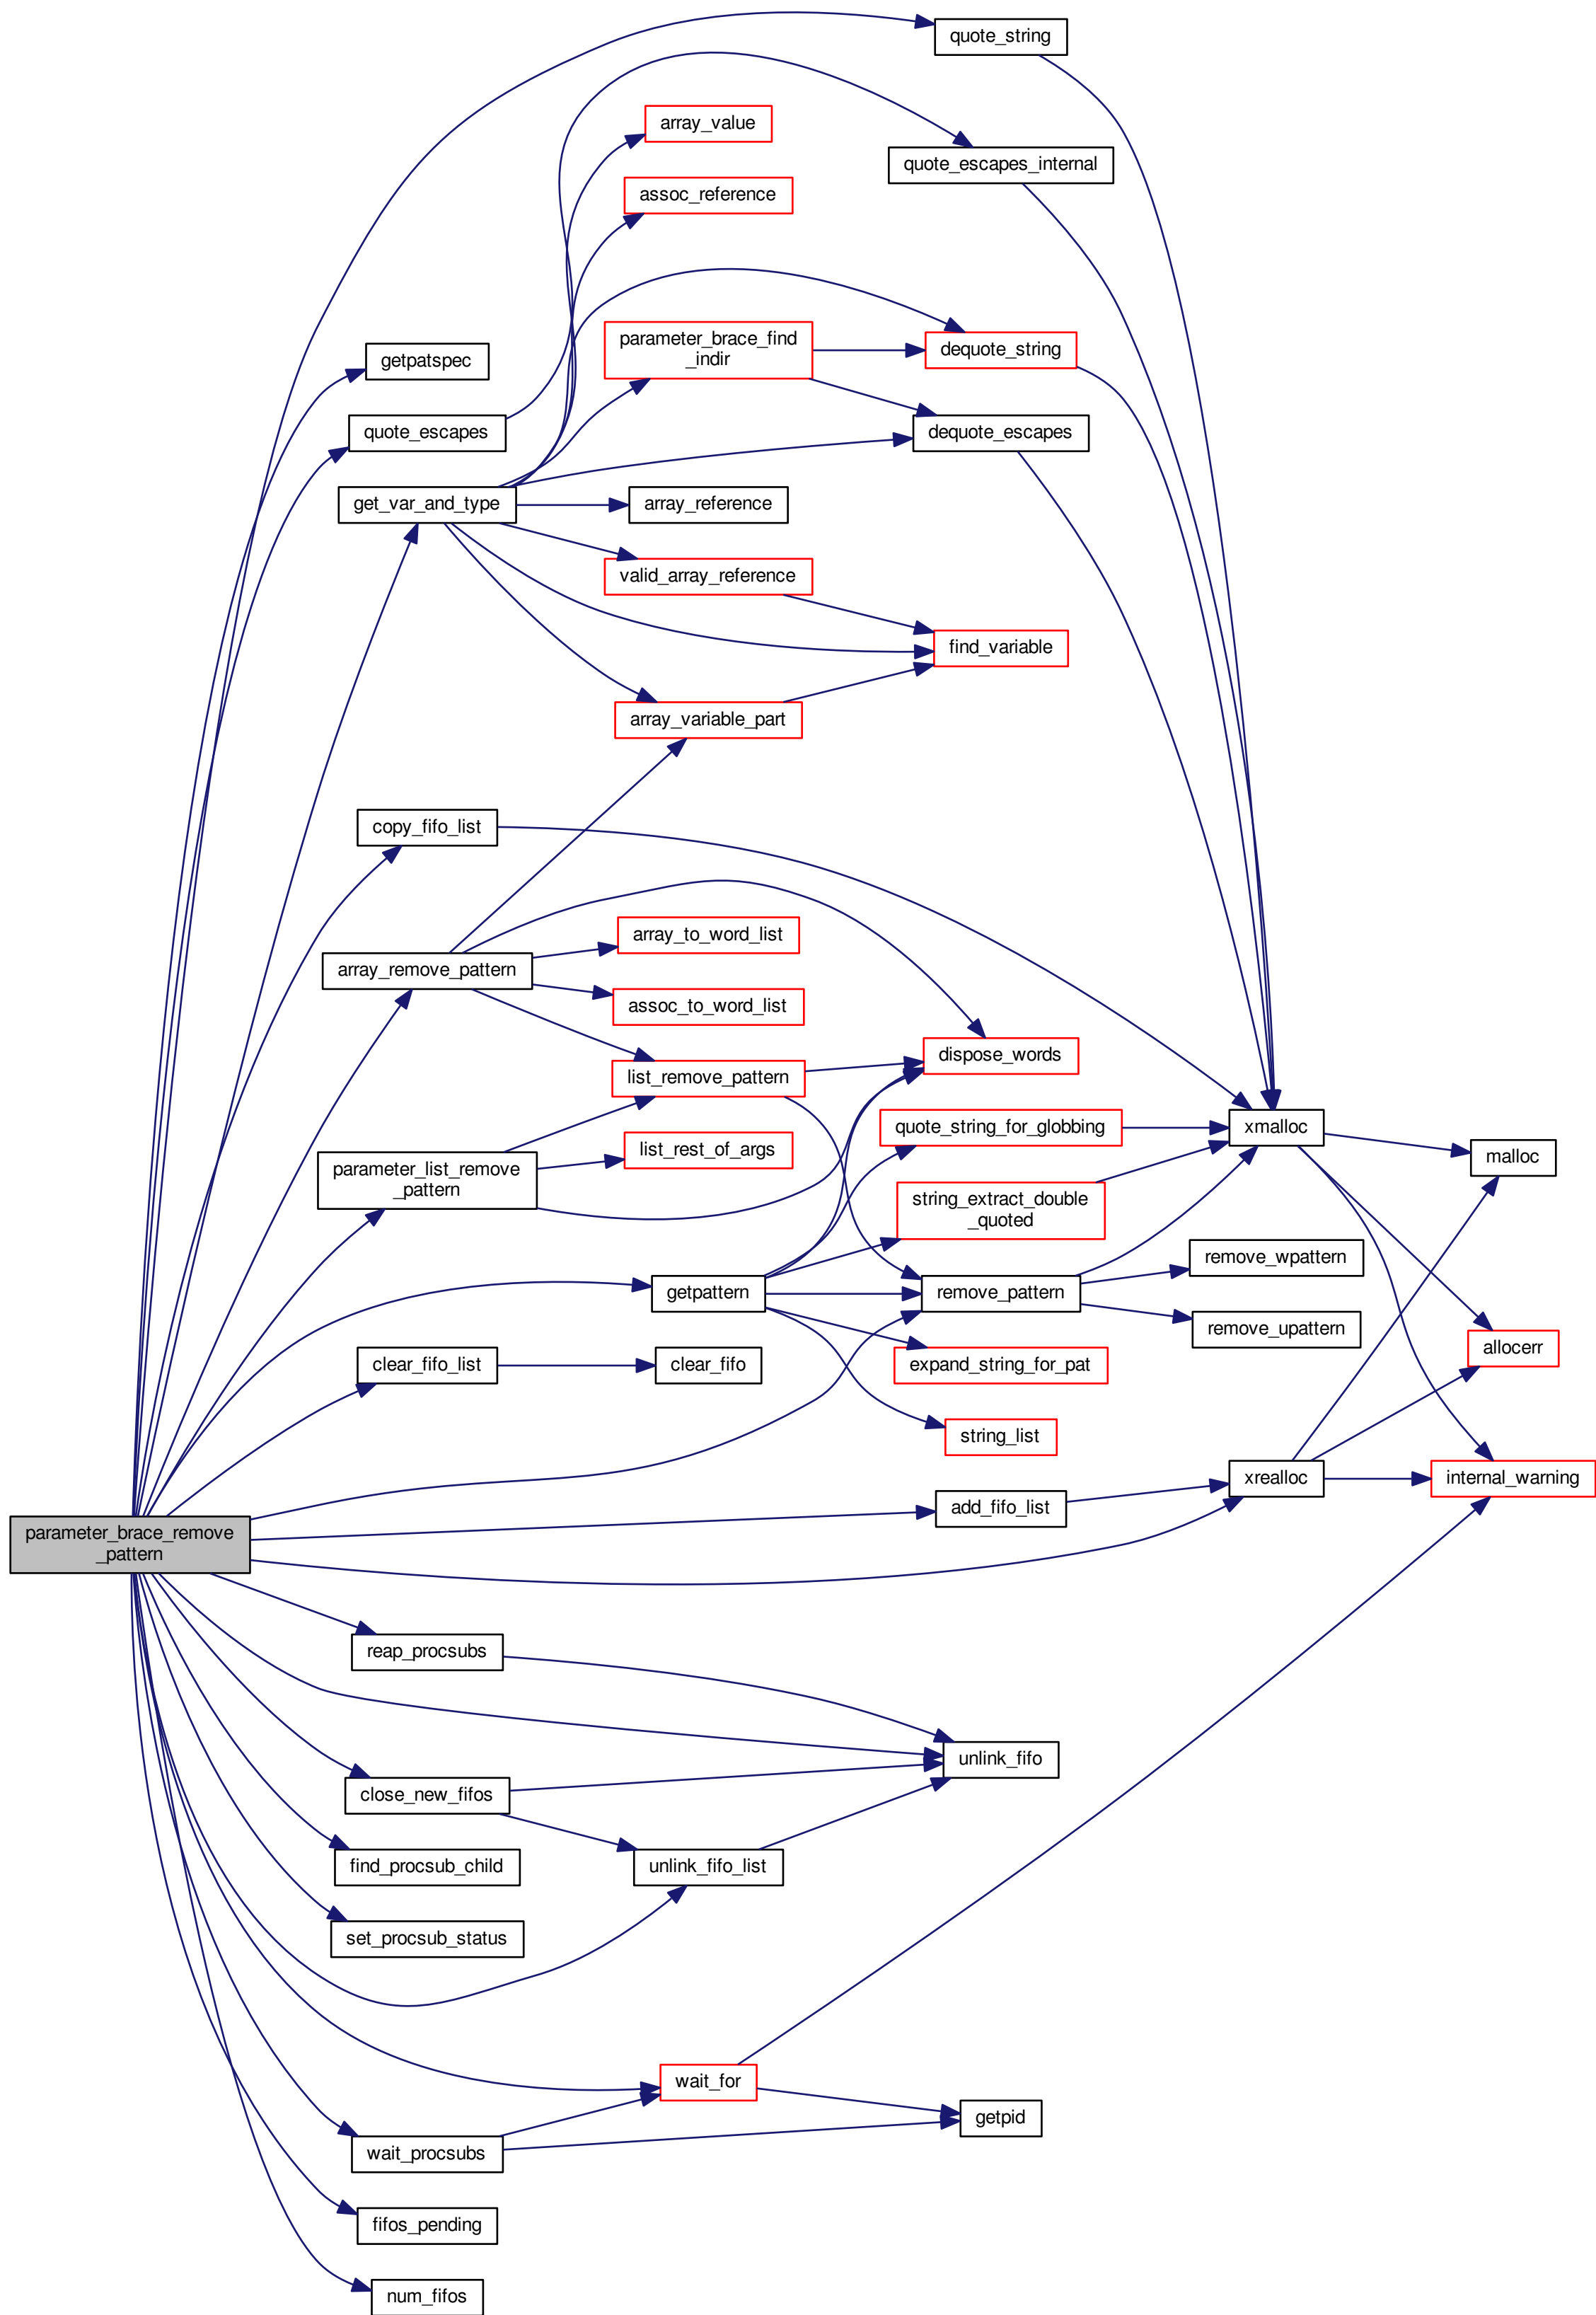 quote_string
array_value
quote_escapes_internal
assoc_reference
parameter_brace_find
_indir
dequote_string
getpatspec
quote_escapes
dequote_escapes
get_var_and_type
array_reference
valid_array_reference
find_variable
array_variable_part
copy_fifo_list
array_to_word_list
array_remove_pattern
assoc_to_word_list
dispose_words
list_remove_pattern
quote_string_for_globbing
xmalloc
list_rest_of_args
malloc
parameter_list_remove
_pattern
string_extract_double
_quoted
remove_wpattern
getpattern
remove_pattern
remove_upattern
allocerr
clear_fifo_list
clear_fifo
expand_string_for_pat
string_list
xrealloc
internal_warning
add_fifo_list
parameter_brace_remove
_pattern
reap_procsubs
unlink_fifo
close_new_fifos
find_procsub_child
unlink_fifo_list
set_procsub_status
wait_for
getpid
wait_procsubs
fifos_pending
num_fifos